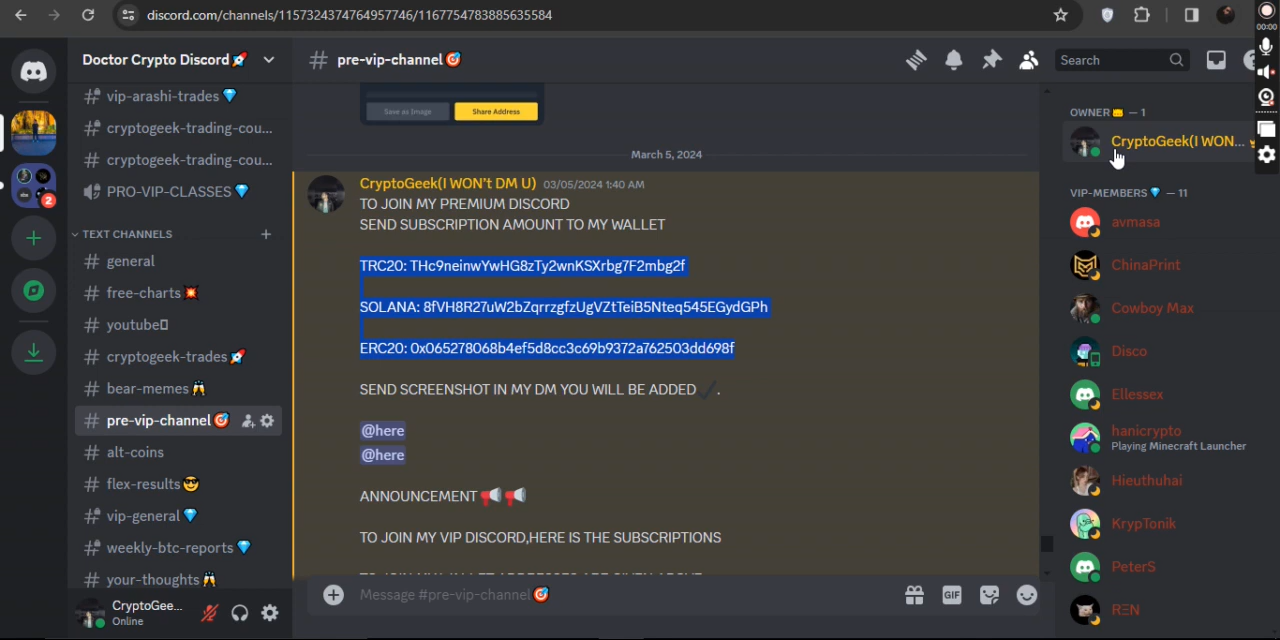 discord.com/channels/1157324374764957746/1167754783885635584
00:00
Doctor Crypto Discord🚀
# pre-vip-channel🎯
Search
vip-arashi-trades💎
cryptogeek-trading-cou...
cryptogeek-trading-cou...
PRO-VIP-CLASSES💎
2
TEXT CHANNELS
general
free-charts💥
youtube
cryptogeek-trades🚀
bear-memes🥂
pre-vip-channel🎯
alt-coins
flex-results😎
vip-general💎
weekly-btc-reports💎
your-thoughts🥂
CryptoGee...
Online
Save as Image
Share Address
March 5, 2024
CryptoGeek(I WON't DM U) 03/05/2024 1:40 AM
TO JOIN MY PREMIUM DISCORD
SEND SUBSCRIPTION AMOUNT TO MY WALLET
TRC20: THc9neinwYwHG8zTy2wnKSXrbg7F2mbg2f
SOLANA: 8fVH8R27uW2bZqrrzgfzUgVZtTeiB5Nteq545EGydGPh
ERC20: 0x065278068b4ef5d8cc3c69b9372a762503dd698f
SEND SCREENSHOT IN MY DM YOU WILL BE ADDED✔.
@here
@here
ANNOUNCEMENT📢📢
TO JOIN MY VIP DISCORD,HERE IS THE SUBSCRIPTIONS
Message #pre-vip-channel🎯
GIF
OWNER👑 — 1
CryptoGeek(I WON...
VIP-MEMBERS💎 — 11
avmasa
ChinaPrint
Cowboy Max
Disco
Ellessex
hanicrypto
Playing Minecraft Launcher
Hieuthuhai
KrypTonik
PeterS
RΞN